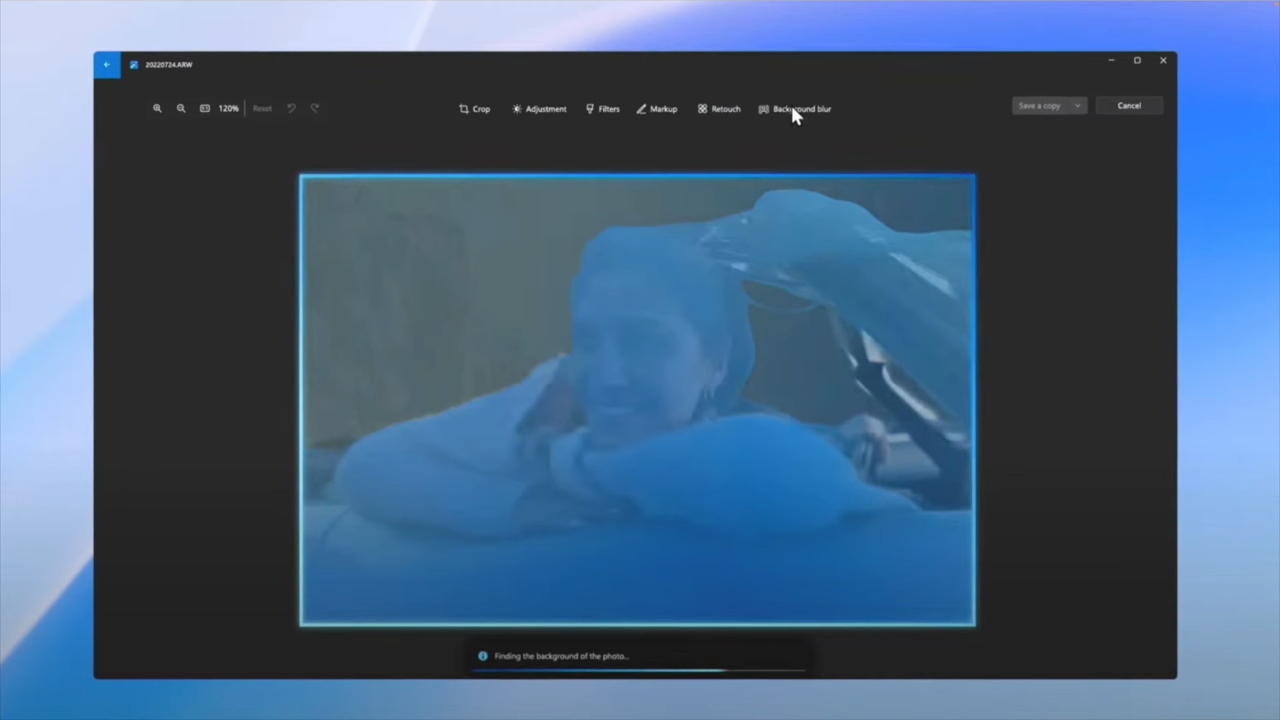 20220724.ARW
120%
Reset
Crop
Adjustment
Filters
Markup
Retouch
Background blur
Save a copy
Cancel
Finding the background of the photo...